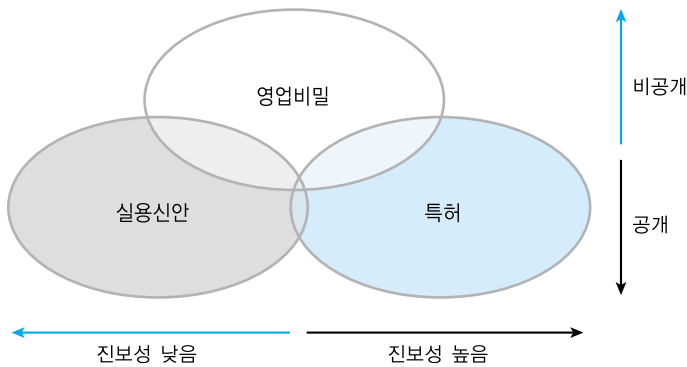 영업비밀
비공개
실용신안
특허
공개
진보성 낮음
진보성 높음